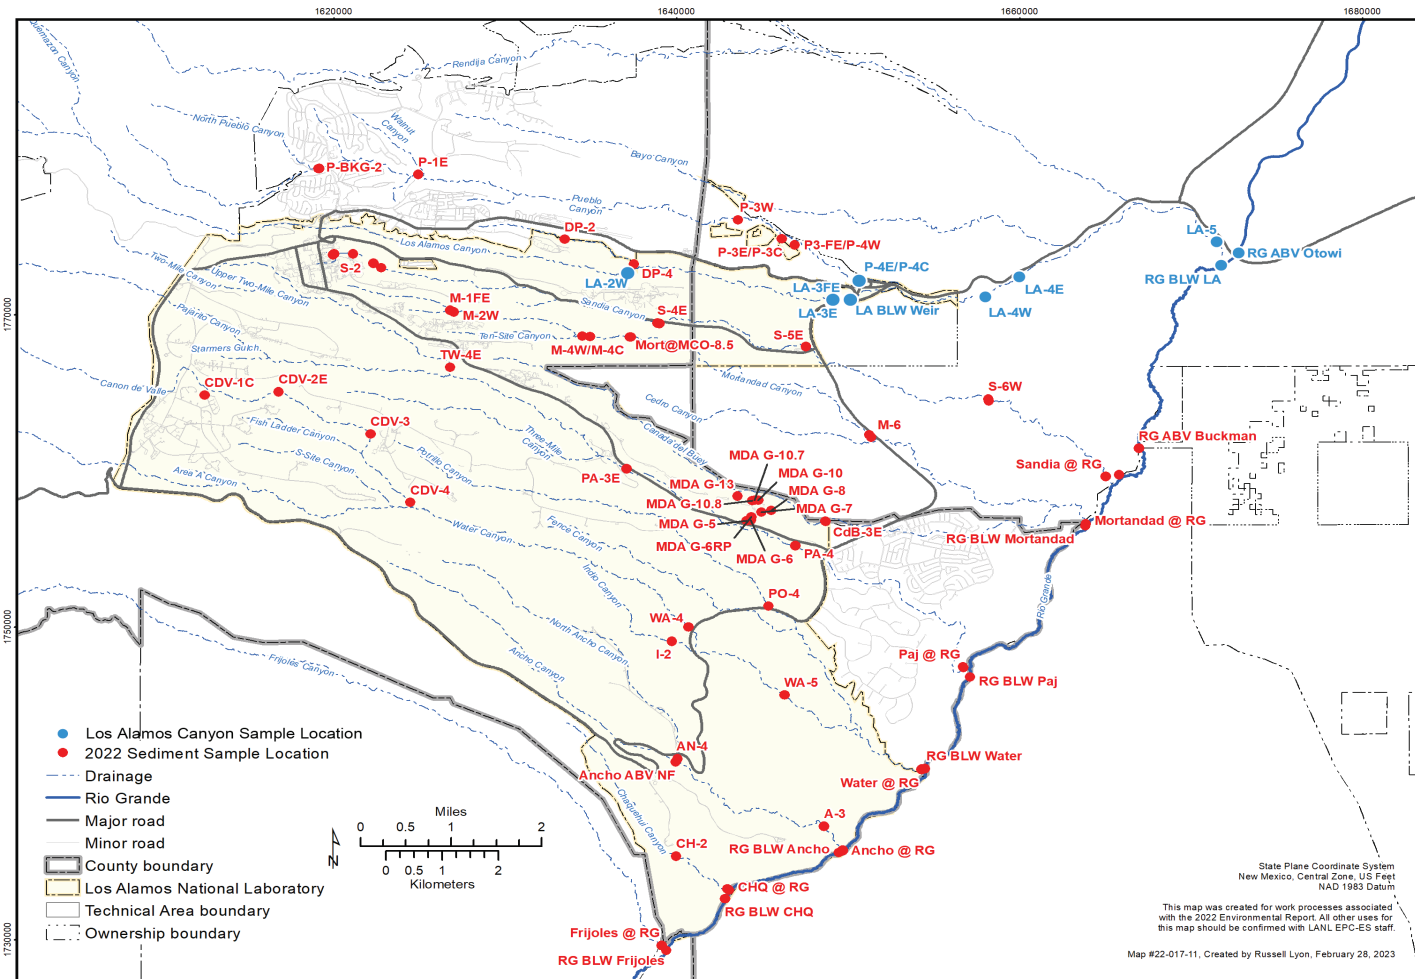 1620000
1640000
1660000
1680000
1770000
1750000
1730000
Rendija Canyon
North Pueblo Canyon
Walnut
Canyon
Bayo Canyon
P-BKG-2
P-1E
Pueblo
Canyon
P-3W
DP-2
P-3E/P-3C
P3-FE/P-4W
LA-5
RG ABV Otowi
RG BLW LA
Los Alamos Canyon
Two-Mile Canyon
Upper Two-Mile Canyon
S-2
DP-4
LA-2W
P-4E/P-4C
LA-3FE
LA-3E
LA BLW Weir
LA-4E
LA-4W
Pajarito Canyon
M-1FE
M-2W
Sandia Canyon
S-4E
Ten-Site Canyon
Starmers Gulch
TW-4E
M-4W/M-4C
Mort@MCO-8.5
S-5E
Canon de Valle
CDV-1C
CDV-2E
Mortandad Canyon
S-6W
Cedro Canyon
Fish Ladder Canyon
CDV-3
Three-Mile
Canyon
Canada del Buey
M-6
RG ABV Buckman
Area A Canyon
S-Site Canyon
Potrillo Canyon
PA-3E
MDA G-10.7
MDA G-13
MDA G-10
MDA G-8
MDA G-10.8
MDA G-7
MDA G-5
MDA G-6RP
MDA G-6
CdB-3E
PA-4
Sandia @ RG
Mortandad @ RG
RG BLW Mortandad
CDV-4
Water Canyon
Fence Canyon
Indio Canyon
PO-4
Rio Grande
WA-4
I-2
North Ancho Canyon
Ancho Canyon
Frijoles Canyon
WA-5
Paj @ RG
RG BLW Paj
AN-4
Ancho ABV NF
RG BLW Water
Water @ RG
Chaquehui Canyon
A-3
CH-2
RG BLW Ancho
Ancho @ RG
CHQ @ RG
RG BLW CHQ
Frijoles @ RG
RG BLW Frijoles
Los Alamos Canyon Sample Location
2022 Sediment Sample Location
Drainage
Rio Grande
Major road
Minor road
County boundary
Los Alamos National Laboratory
Technical Area boundary
Ownership boundary
N
Miles
0 0.5 1 2
0 0.5 1 2
Kilometers
State Plane Coordinate System
New Mexico, Central Zone, US Feet
NAD 1983 Datum
This map was created for work processes associated
with the 2022 Environmental Report. All other uses for
this map should be confirmed with LANL EPC-ES staff.
Map #22-017-11, Created by Russell Lyon, February 28, 2023